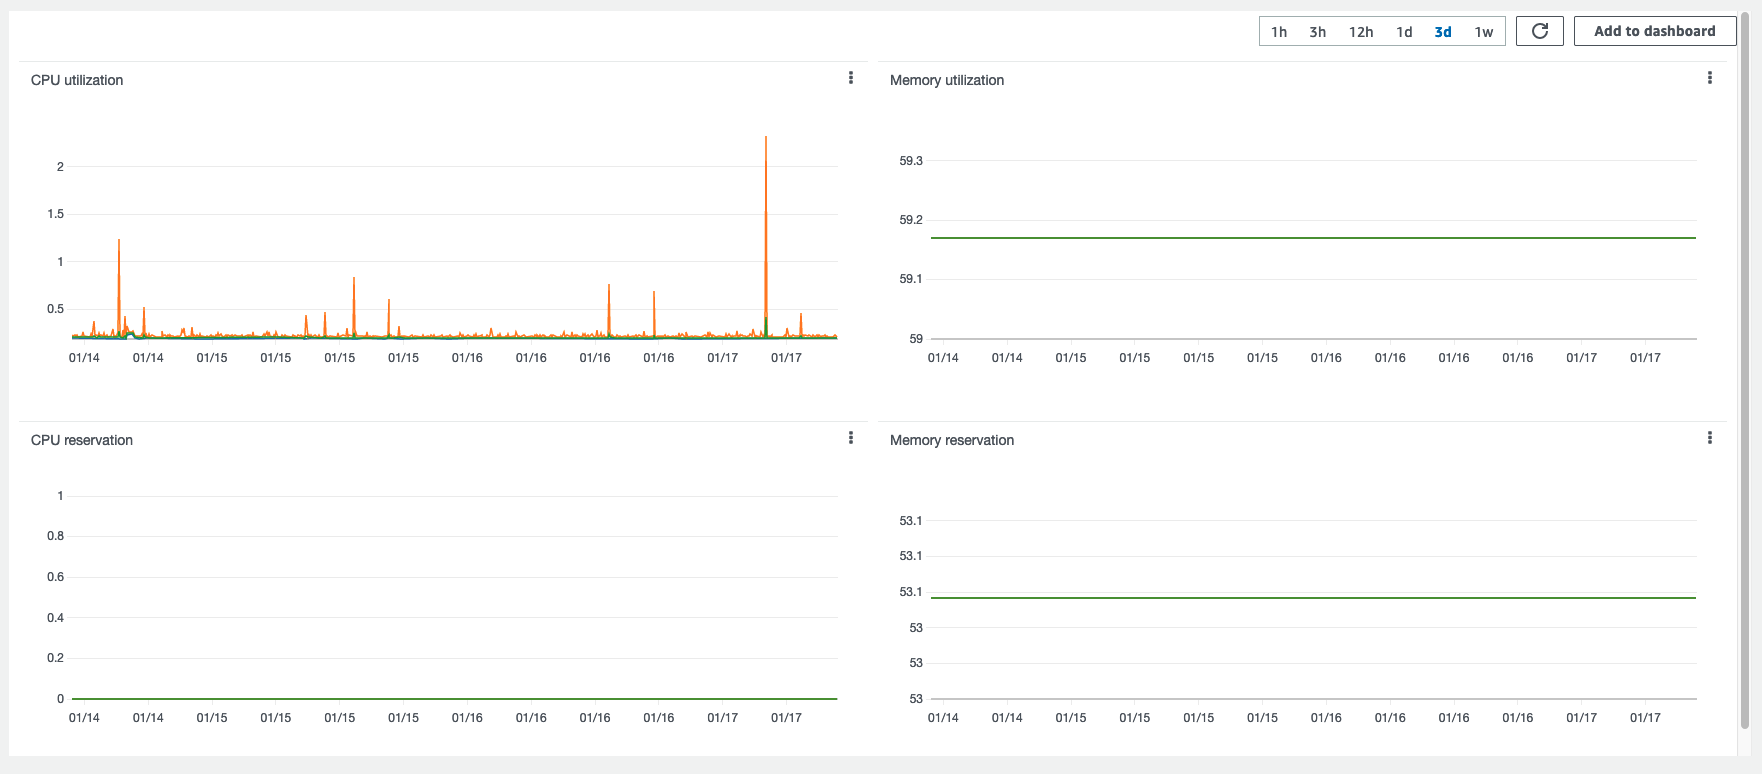 1h 3h 12h 1d 3d 1w Add to dashboard
CPU utilization
2
1.5
1
0.5
01/14 01/14 01/15 01/15 01/15 01/15 01/16 01/16 01/16 01/16 01/17 01/17
Memory utilization
59.3
59.2
59.1
59
01/14 01/14 01/15 01/15 01/15 01/15 01/16 01/16 01/16 01/16 01/17 01/17
CPU reservation
1
0.8
0.6
0.4
0.2
0
01/14 01/14 01/15 01/15 01/15 01/15 01/16 01/16 01/16 01/16 01/17 01/17
Memory reservation
53.1
53.1
53.1
53
53
53
01/14 01/14 01/15 01/15 01/15 01/15 01/16 01/16 01/16 01/16 01/17 01/17